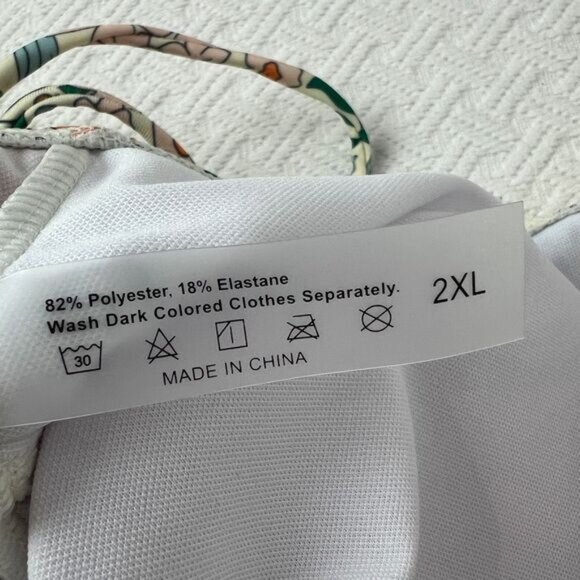 82% Polyester, 18% Elastane
Wash Dark Colored Clothes Separately.
2XL
30
MADE IN CHINA